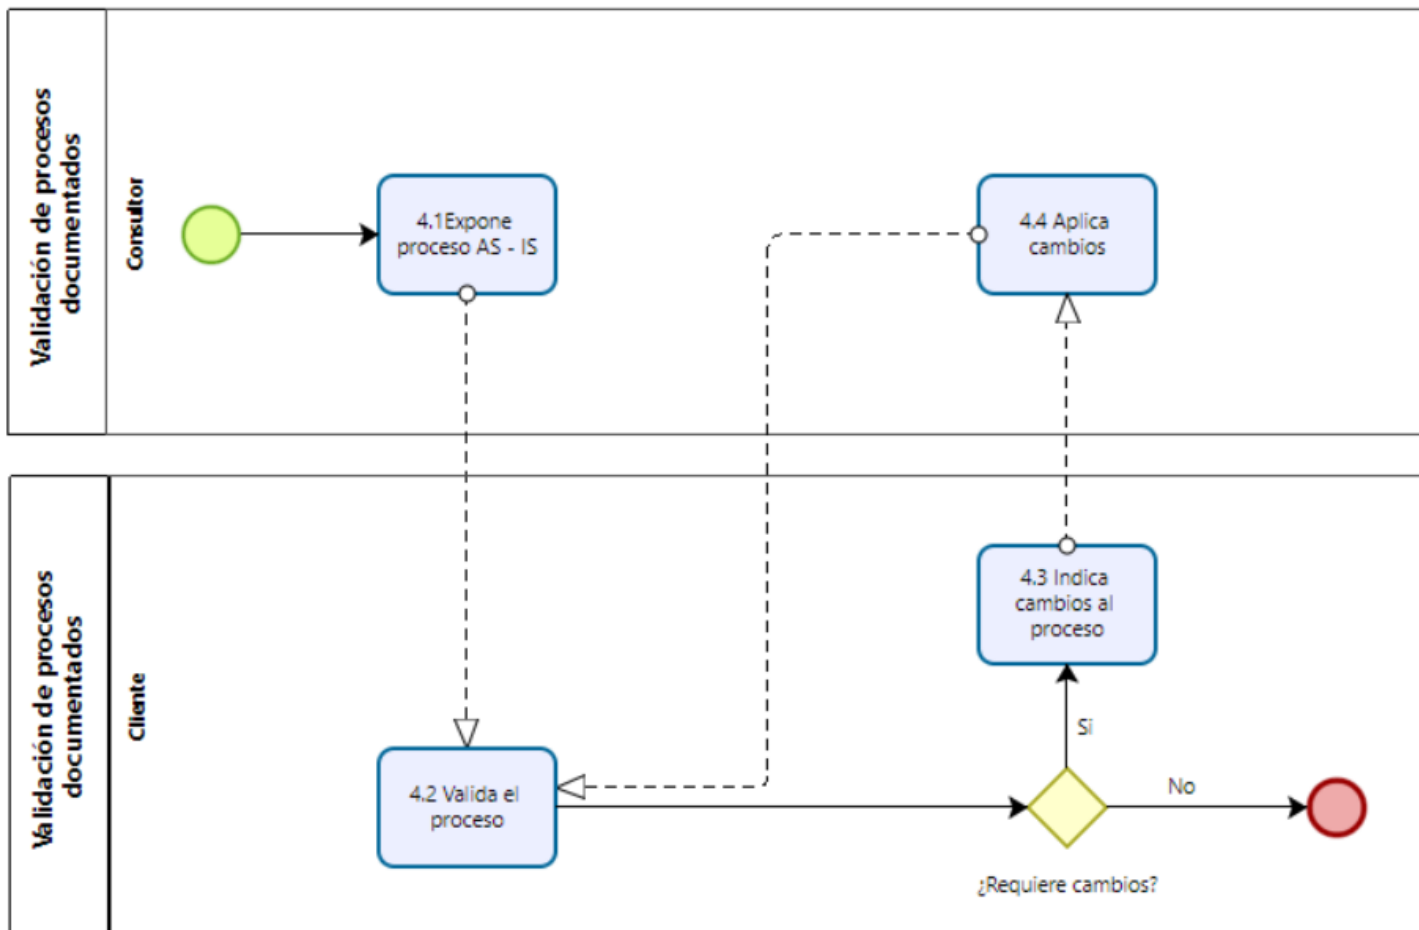 Validación de procesos
documentados
Consultor
4.1Expone
proceso AS - IS
4.4 Aplica
cambios
Validación de procesos
documentados
Cliente
4.3 Indica
cambios al
proceso
Si
4.2 Valida el
proceso
No
¿Requiere cambios?